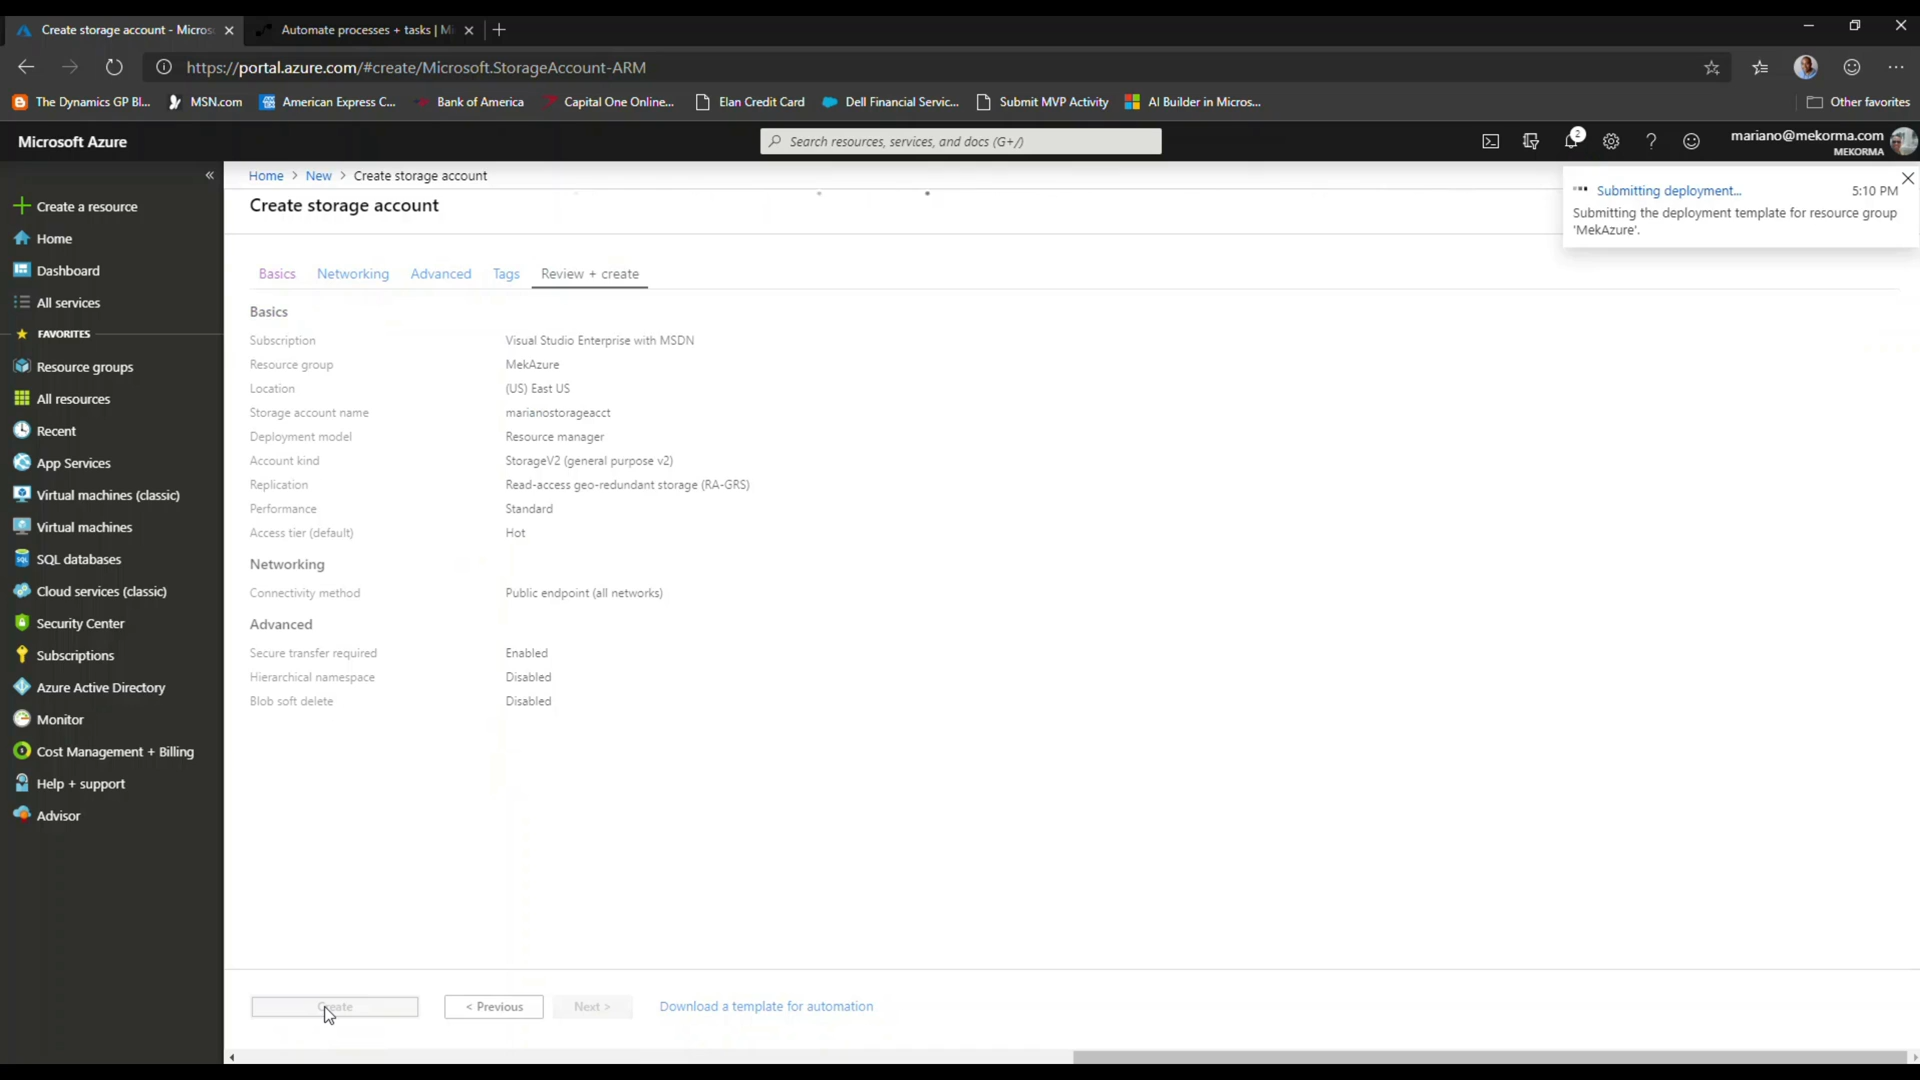 Create storage account - Micros
Automate processes + tasks | Mi
https://portal.azure.com/#create/Microsoft.StorageAccount-ARM
The Dynamics GP Bl...
MSN.com
American Express C...
Bank of America
Capital One Online...
Elan Credit Card
Dell Financial Servic...
Submit MVP Activity
AI Builder in Micros...
Other favorites
Microsoft Azure
Search resources, services, and docs (G+/)
2
mariano@mekorma.com
MEKORMA
Create a resource
Home
Dashboard
All services
FAVORITES
Resource groups
All resources
Recent
App Services
Virtual machines (classic)
Virtual machines
SQL databases
Cloud services (classic)
Security Center
Subscriptions
Azure Active Directory
Monitor
Cost Management + Billing
Help + support
Advisor
Home > New > Create storage account
Create storage account
Submitting deployment... 5:10 PM
Submitting the deployment template for resource group
'MekAzure'.
Basics Networking Advanced Tags Review + create
Basics
Subscription Visual Studio Enterprise with MSDN
Resource group MekAzure
Location (US) East US
Storage account name marianostorageacct
Deployment model Resource manager
Account kind StorageV2 (general purpose v2)
Replication Read-access geo-redundant storage (RA-GRS)
Performance Standard
Access tier (default) Hot
Networking
Connectivity method Public endpoint (all networks)
Advanced
Secure transfer required Enabled
Hierarchical namespace Disabled
Blob soft delete Disabled
Create
< Previous
Next >
Download a template for automation